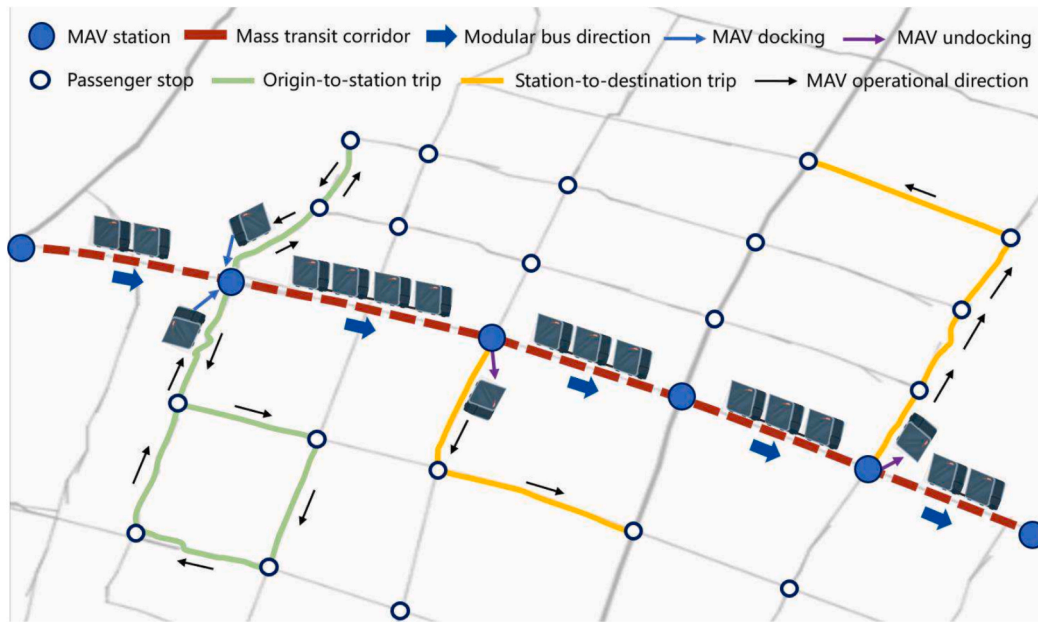 MAV station Mass transit corridor Modular bus direction MAV docking MAV undocking
Passenger stop Origin-to-station trip Station-to-destination trip MAV operational direction